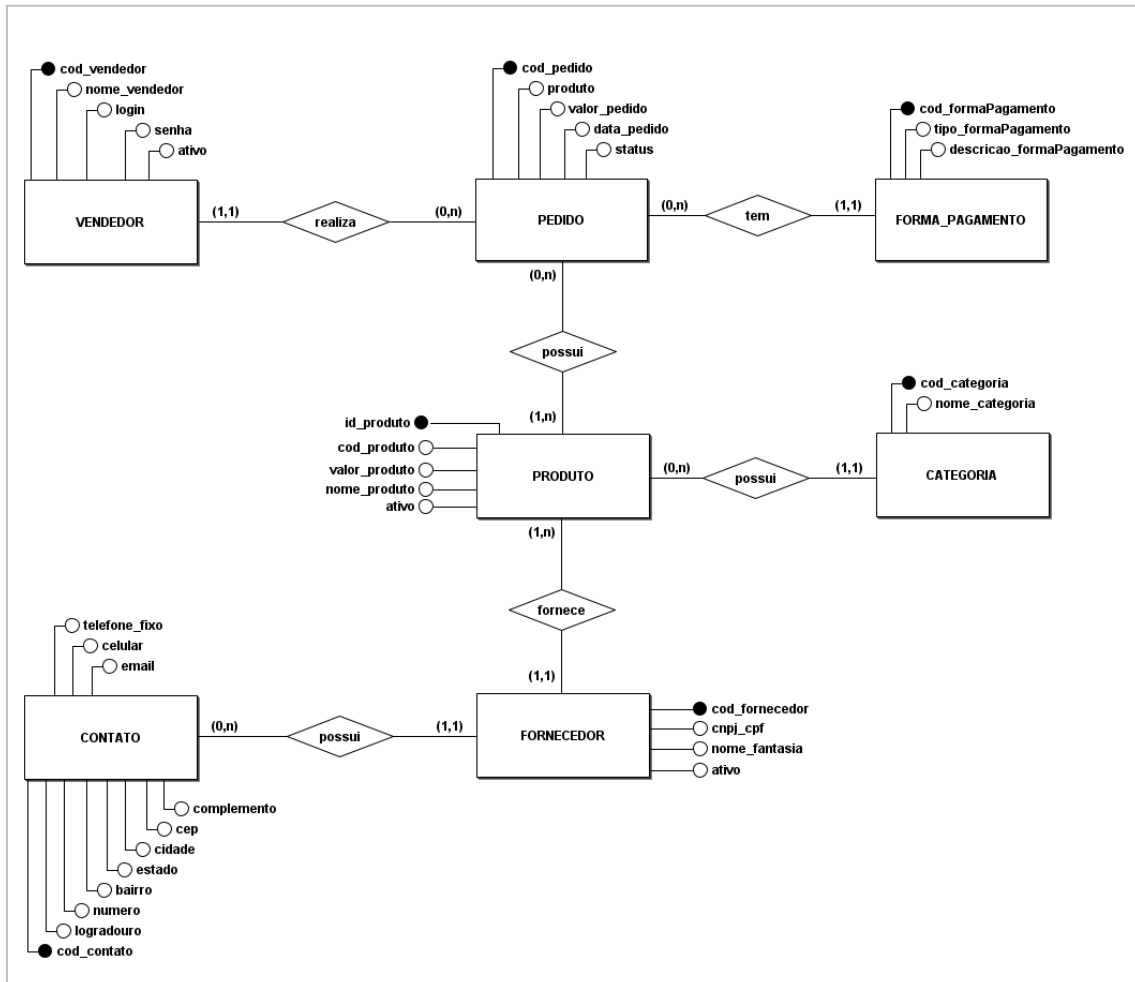 cod_vendedor
nome_vendedor
login
senha
ativo
VENDEDOR
(1,1)
realiza
(0,n)
cod_pedido
produto
valor_pedido
data_pedido
status
PEDIDO
(0,n)
tem
(1,1)
cod_formaPagamento
tipo_formaPagamento
descricao_formaPagamento
FORMA_PAGAMENTO
(0,n)
possui
(1,n)
id_produto
cod_produto
valor_produto
nome_produto
ativo
PRODUTO
(0,n)
possui
(1,1)
cod_categoria
nome_categoria
CATEGORIA
(1,n)
fornece
(1,1)
telefone_fixo
celular
email
CONTATO
(0,n)
possui
(1,1)
FORNECEDOR
cod_fornecedor
cnpj_cpf
nome_fantasia
ativo
complemento
cep
cidade
estado
bairro
numero
logradouro
cod_contato